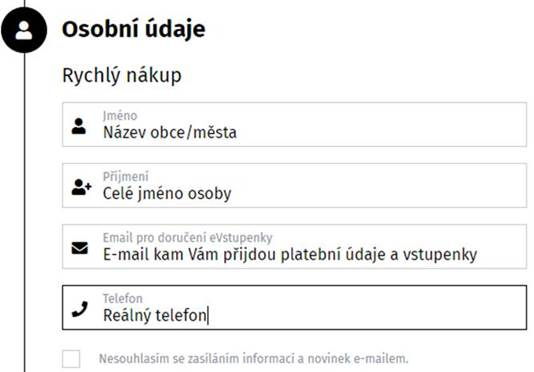 Osobní údaje
Rychlý nákup
Jméno
Název obce/města
Příjmení
Celé jméno osoby
Email pro doručení eVstupenky
E-mail kam Vám přijdou platební údaje a vstupenky
Telefon
Reálný telefon
Nesouhlasím se zasíláním informací a novinek e-mailem.